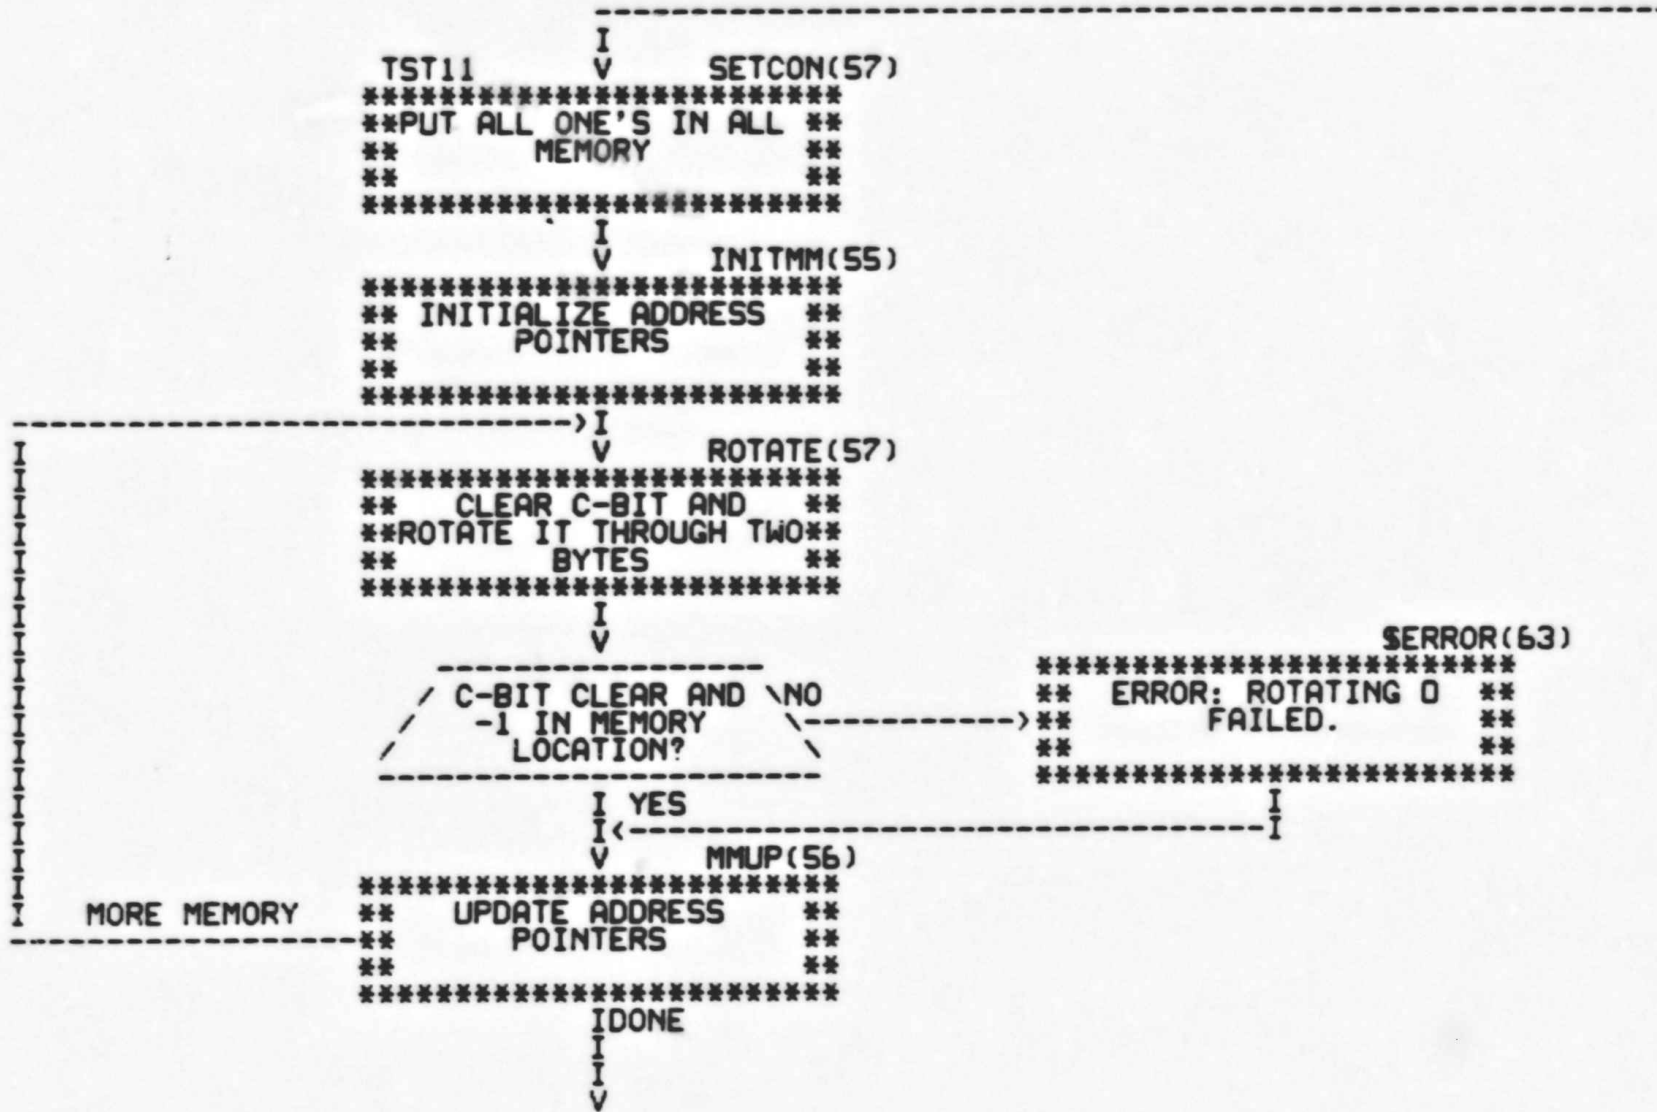 TST11 SETCON(57)
PUT ALL ONE'S IN ALL
MEMORY
INITMM(55)
INITIALIZE ADDRESS
POINTERS
ROTATE(57)
CLEAR C-BIT AND
ROTATE IT THROUGH TWO
BYTES
$ERROR(63)
C-BIT CLEAR AND NO ERROR: ROTATING 0
-1 IN MEMORY FAILED.
LOCATION?
YES
MMUP(56)
MORE MEMORY UPDATE ADDRESS
POINTERS
DONE